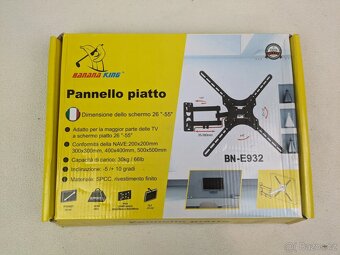 BANANA KING
Pannello piatto
Dimensione dello schermo 26 "-55"
Adatto per la maggior parte delle TV
a schermo piatto 26 "-55"
Conformità della NAVE:200x200mm
300x300mm, 400x400mm, 500x500mm
Capacità di carico: 30kg / 66lb
Inclinazione: -5 /+ 10 gradi
Materiale: SPCC, rivestimento finito
BN-E932